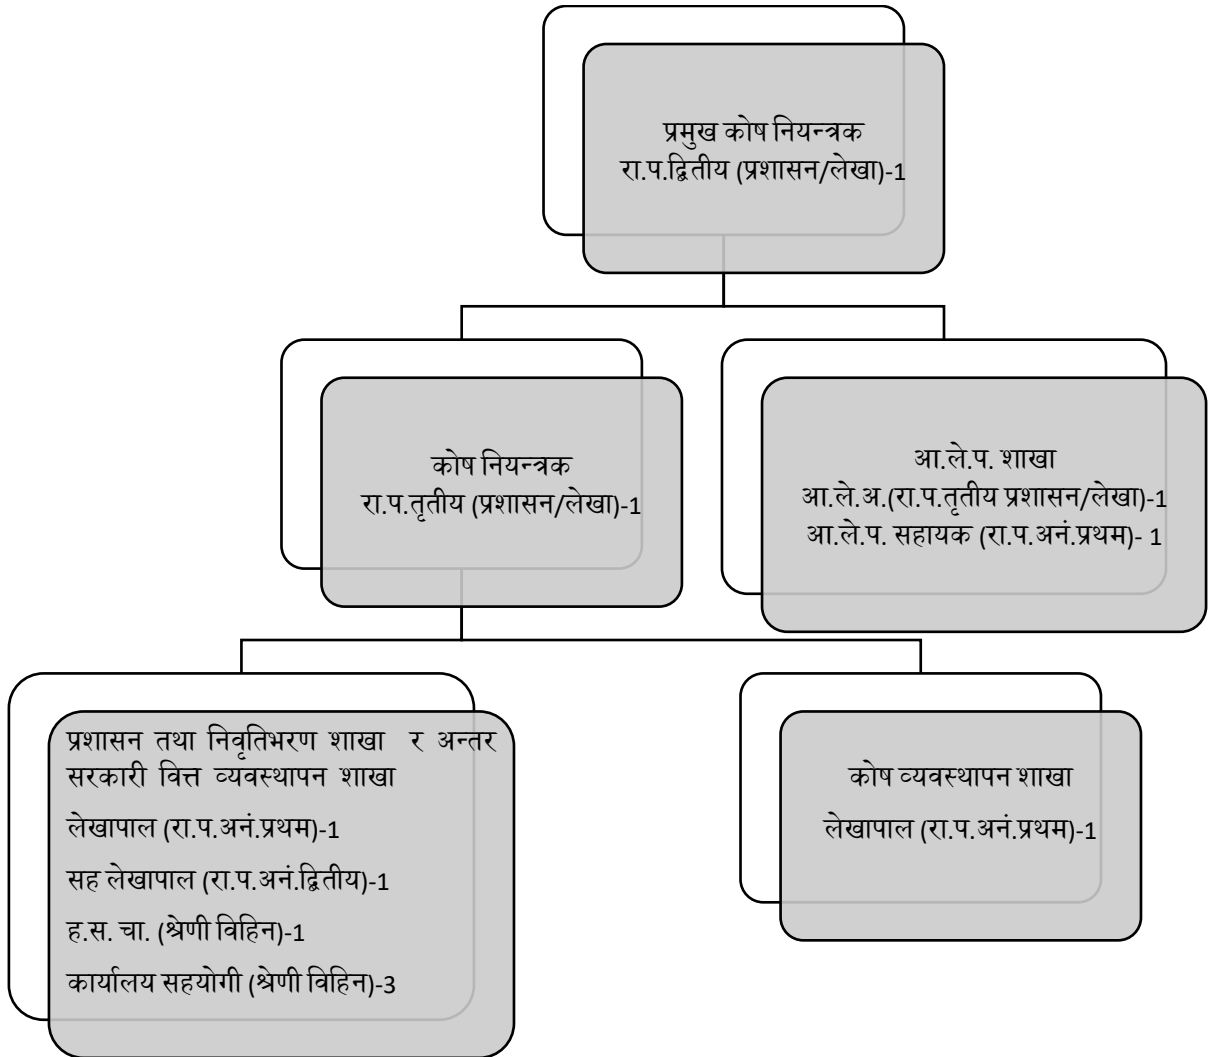 प्रमुख कोष नियन्त्रक
रा.प.द्वितीय (प्रशासन/लेखा)-1
कोष नियन्त्रक
रा.प.तृतीय (प्रशासन/लेखा)-1
आ.ले.प. शाखा
आ.ले.अ.(रा.प.तृतीय प्रशासन/लेखा)-1
आ.ले.प. सहायक (रा.प.अनं.प्रथम)- 1
प्रशासन तथा निवृतिभरण शाखा र अन्तर
सरकारी वित्त व्यवस्थापन शाखा
लेखापाल (रा.प.अनं.प्रथम)-1
सह लेखापाल (रा.प.अनं.द्वितीय)-1
ह.स. चा. (श्रेणी विहिन)-1
कार्यालय सहयोगी (श्रेणी विहिन)-3
कोष व्यवस्थापन शाखा
लेखापाल (रा.प.अनं.प्रथम)-1